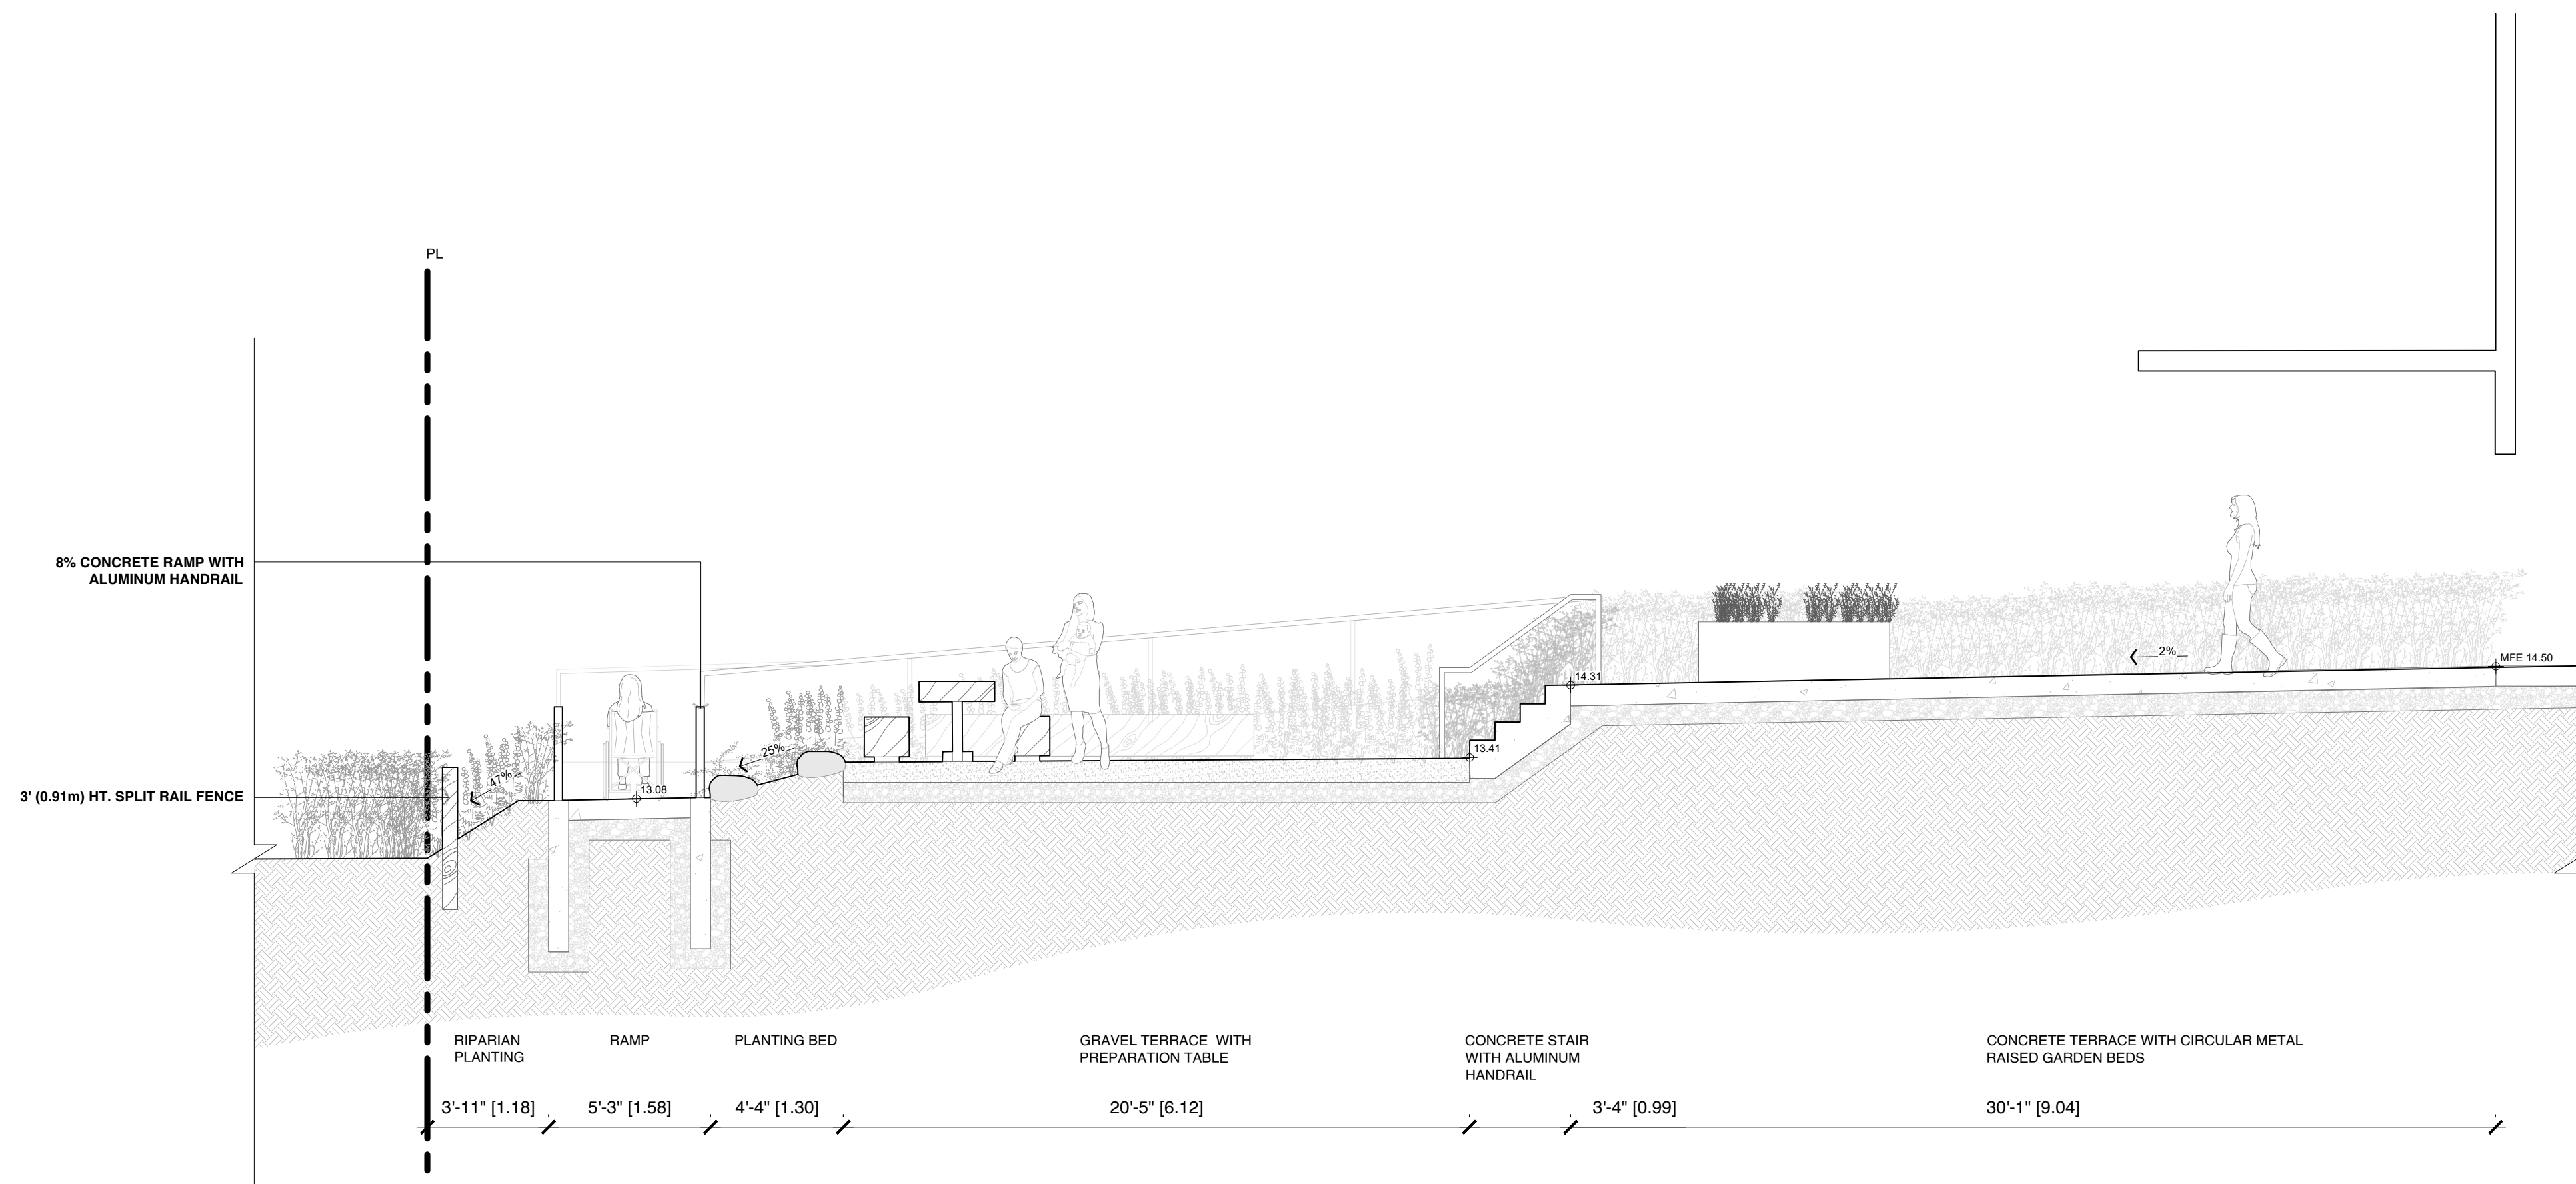 PL
8% CONCRETE RAMP WITH
ALUMINUM HANDRAIL
3' (0.91m) HT. SPLIT RAIL FENCE
47%
13.08
25%
13.41
14.31
2%
MFE 14.50
RIPARIAN
PLANTING
RAMP
PLANTING BED
GRAVEL TERRACE WITH
PREPARATION TABLE
CONCRETE STAIR
WITH ALUMINUM
HANDRAIL
CONCRETE TERRACE WITH CIRCULAR METAL
RAISED GARDEN BEDS
3'-11" [1.18]
5'-3" [1.58]
4'-4" [1.30]
20'-5" [6.12]
3'-4" [0.99]
30'-1" [9.04]